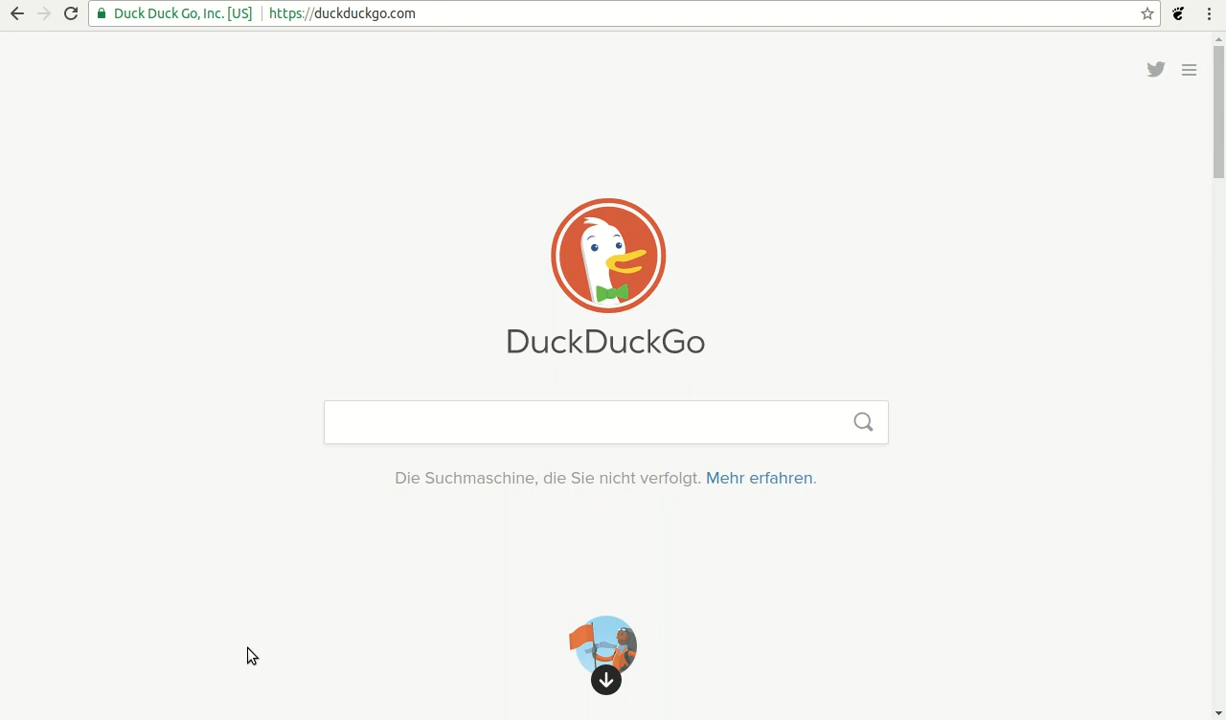 Duck Duck Go, Inc. [US] https://duckduckgo.com
DuckDuckGo
Die Suchmaschine, die Sie nicht verfolgt. Mehr erfahren.